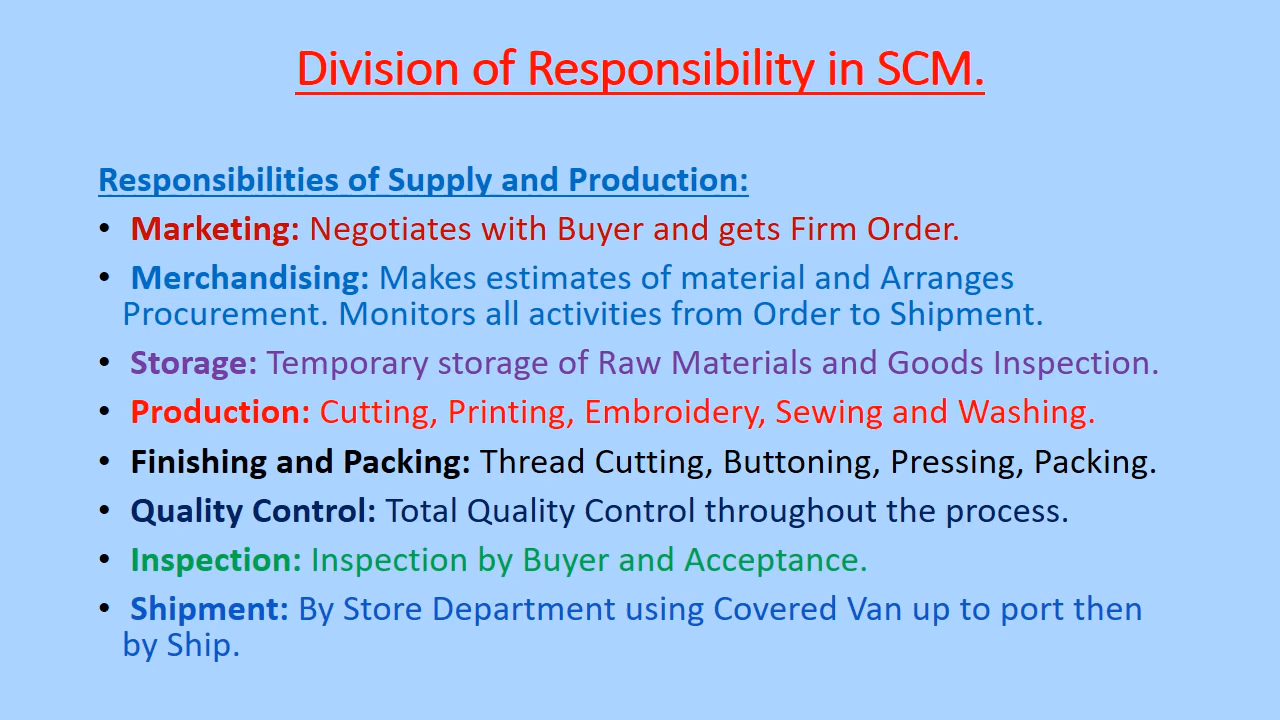 Division of Responsibility in SCM.
Responsibilities of Supply and Production:
• Marketing: Negotiates with Buyer and gets Firm Order.
• Merchandising: Makes estimates of material and Arranges
Procurement. Monitors all activities from Order to Shipment.
• Storage: Temporary storage of Raw Materials and Goods Inspection.
• Production: Cutting, Printing, Embroidery, Sewing and Washing.
• Finishing and Packing: Thread Cutting, Buttoning, Pressing, Packing.
• Quality Control: Total Quality Control throughout the process.
• Inspection: Inspection by Buyer and Acceptance.
• Shipment: By Store Department using Covered Van up to port then
by Ship.